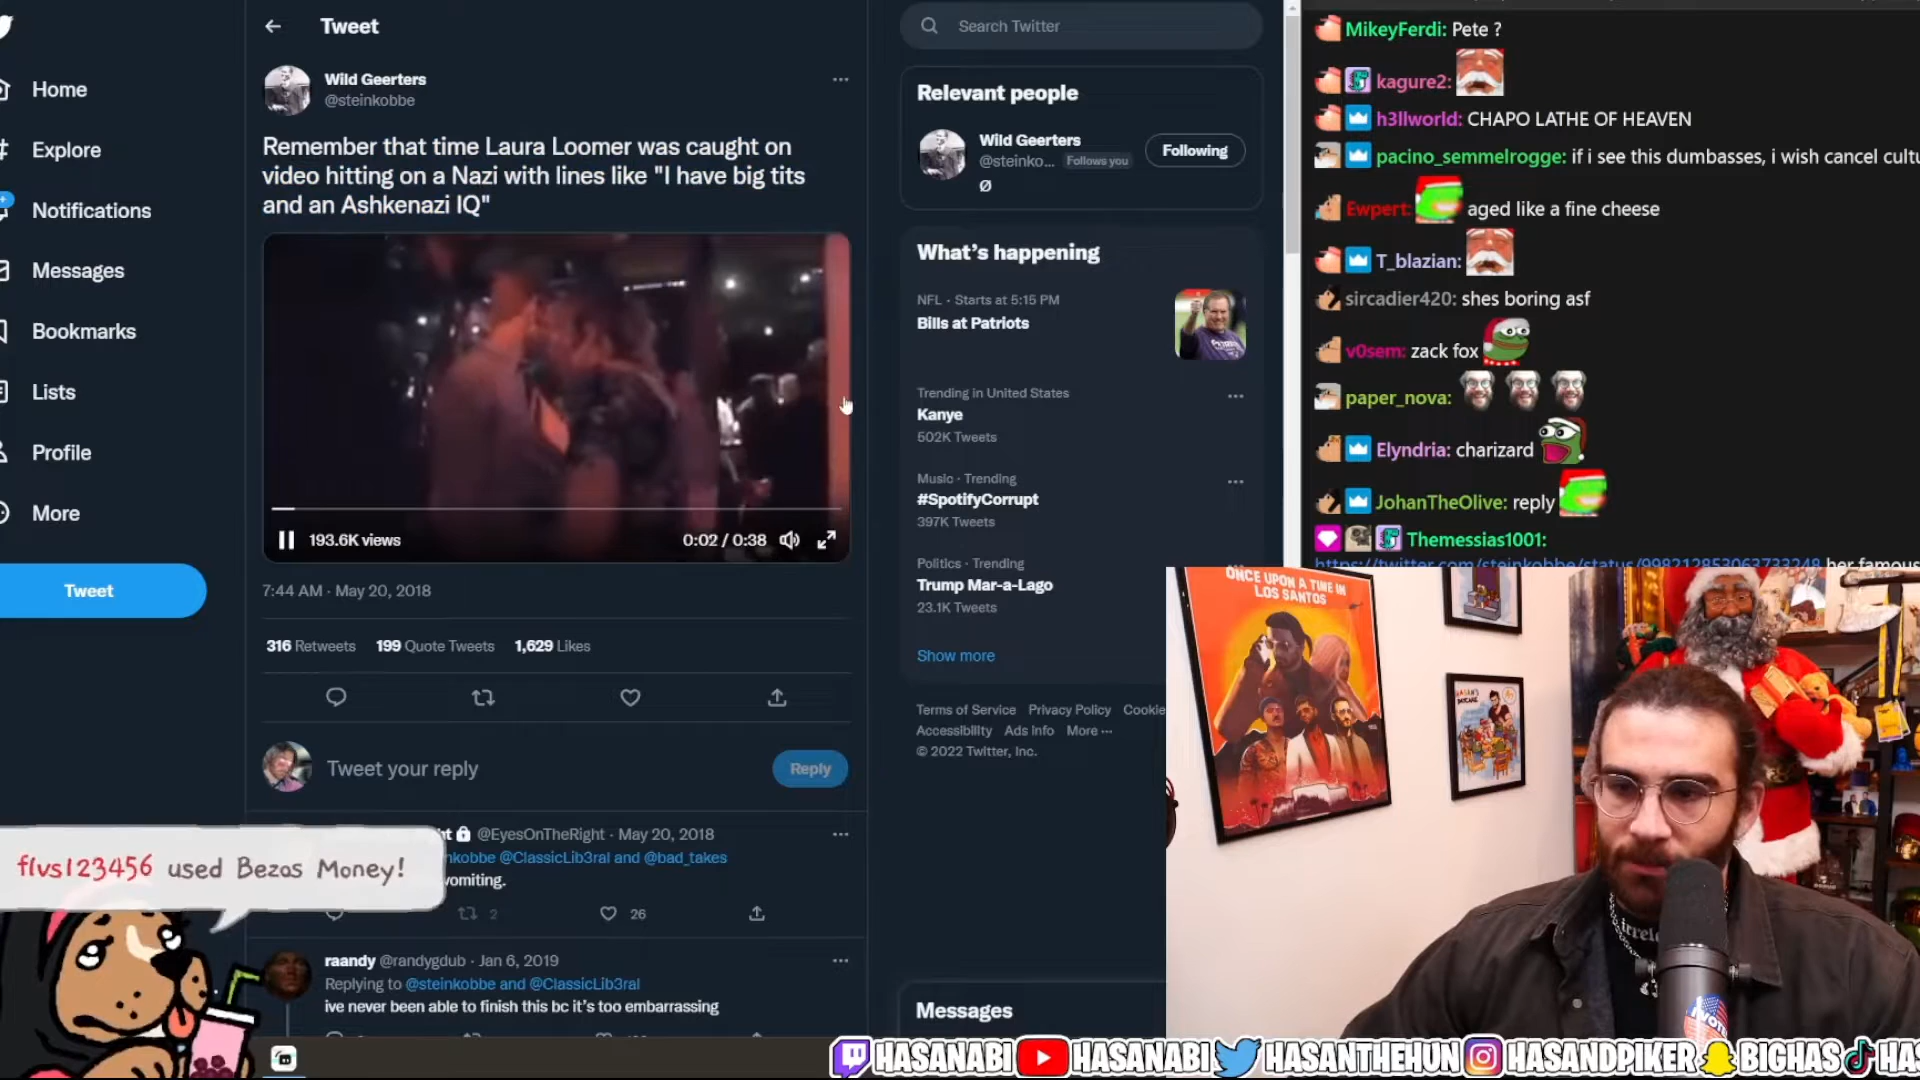 Tweet
Search Twitter
Home
Explore
Notifications
Messages
Bookmarks
Lists
Profile
More
Tweet
Wild Geerters
@steinkobbe
Remember that time Laura Loomer was caught on
video hitting on a Nazi with lines like "I have big tits
and an Ashkenazi IQ"
193.6K views
0:02 / 0:38
7:44 AM · May 20, 2018
316 Retweets 199 Quote Tweets 1,629 Likes
Tweet your reply
Reply
@EyesOnTheRight · May 20, 2018
@ClassicLib3ral and @bad_takes
vomiting.
2
26
raandy @randygdub · Jan 6, 2019
Replying to @steinkobbe and @ClassicLib3ral
ive never been able to finish this bc it's too embarrassing
flvs123456 used Bezos Money!
Relevant people
Wild Geerters
@steinko... Follows you
Following
Ø
What's happening
NFL · Starts at 5:15 PM
Bills at Patriots
Trending in United States
Kanye
502K Tweets
Music · Trending
#SpotifyCorrupt
397K Tweets
Politics · Trending
Trump Mar-a-Lago
23.1K Tweets
Show more
Terms of Service Privacy Policy Cookie
Accessibility Ads info More ···
© 2022 Twitter, Inc.
Messages
MikeyFerdi: Pete ?
kagure2:
h3llworld: CHAPO LATHE OF HEAVEN
pacino_semmelrogge: if i see this dumbasses, i wish cancel cultu
Ewpert: aged like a fine cheese
T_blazian:
sircadier420: shes boring asf
v0sem: zack fox
paper_nova:
Elyndria: charizard
JohanTheOlive: reply
Themessias1001:
https://twitter.com/steinkobbe/status/998212853063733248 her famous
ONCE UPON A TIME IN
LOS SANTOS
HASANABI HASANABI HASANTHEHUN HASANDPIKER BIGHAS HAS